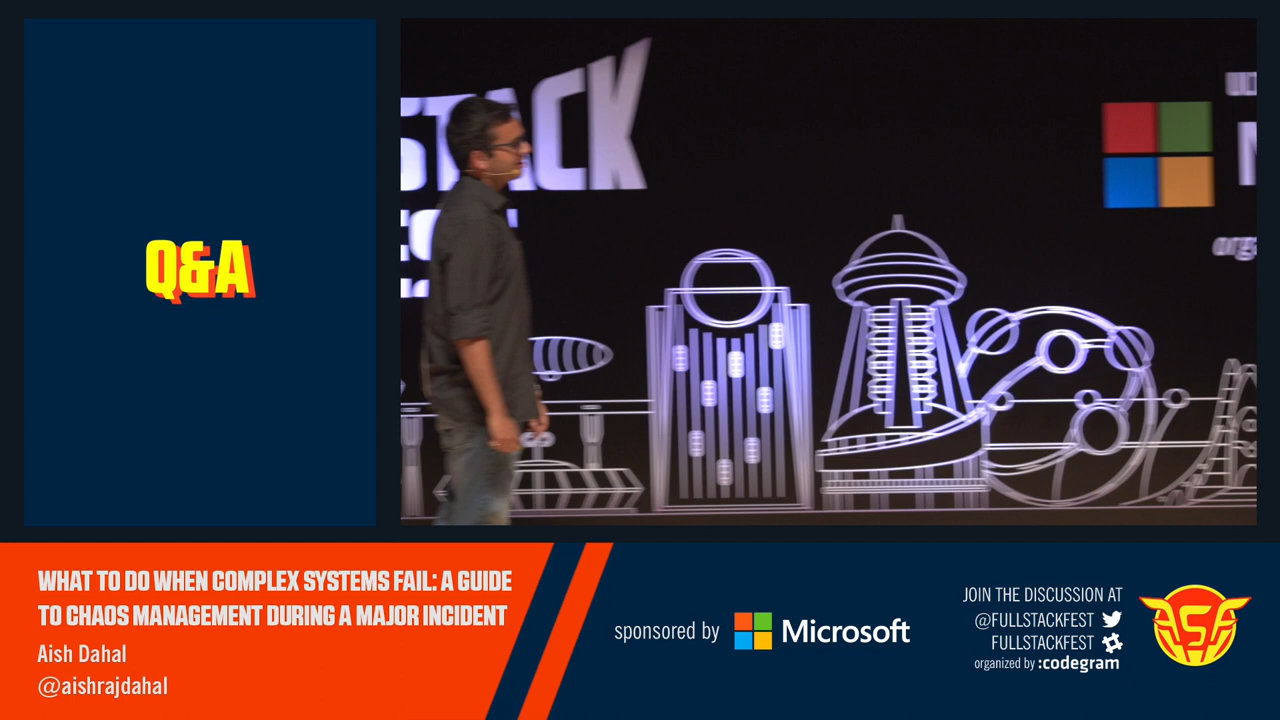 Q&A
STACK
WHAT TO DO WHEN COMPLEX SYSTEMS FAIL: A GUIDE
TO CHAOS MANAGEMENT DURING A MAJOR INCIDENT
Aish Dahal
@aishrajdahal
sponsored by Microsoft
JOIN THE DISCUSSION AT
@FULLSTACKFEST
FULLSTACKFEST
organized by :codegram